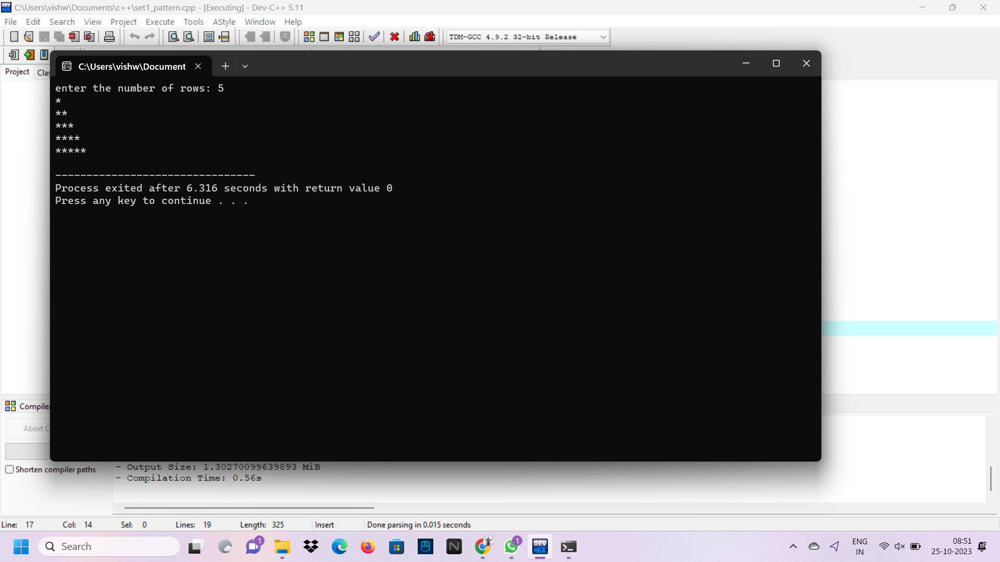 C:\Users\vishw\Documents\c++\set1_pattern.cpp - [Executing] - Dev-C++ 5.11
File Edit Search View Project Execute Tools AStyle Window Help
TDM-GCC 4.9.2 32-bit Release
Project
C:\Users\vishw\Document
enter the number of rows: 5
*
**
***
****
*****
--------------------------------
Process exited after 6.316 seconds with return value 0
Press any key to continue . . .
Compiler
Abort
Shorten compiler paths
- Output Size: 1.30270099639893 MiB
- Compilation Time: 0.56s
Line: 17 Col: 14 Sel: 0 Lines: 19 Length: 325 Insert Done parsing in 0.015 seconds
Search
1
1
DEV C++
ENG
IN
08:51
25-10-2023